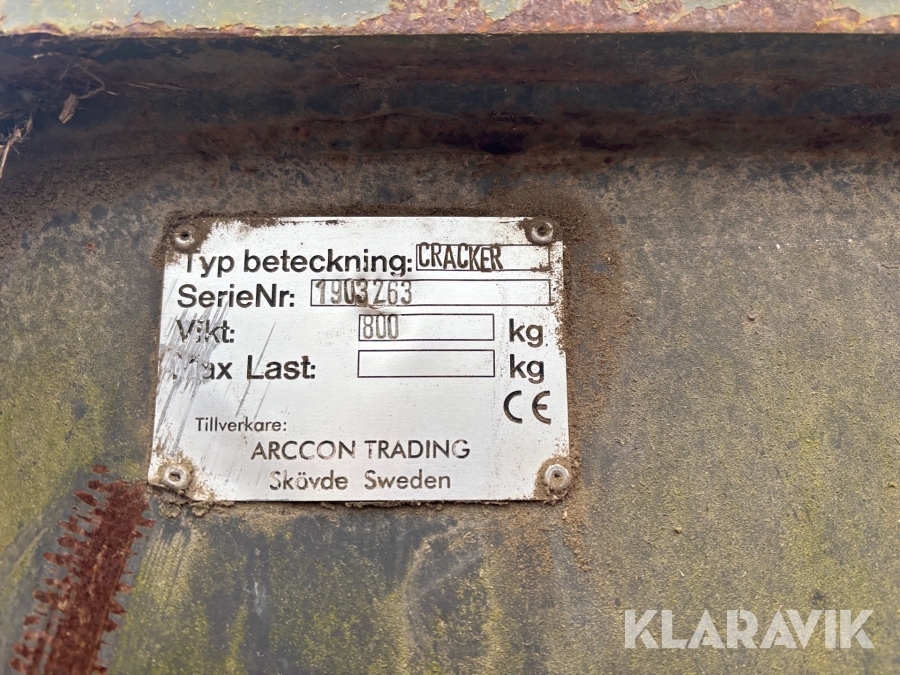 Typ beteckning: CRACKER
SerieNr: 1903263
Vikt: 800 kg
Max Last: kg
CE
Tillverkare:
ARCCON TRADING
Skövde Sweden
KLARAVIK